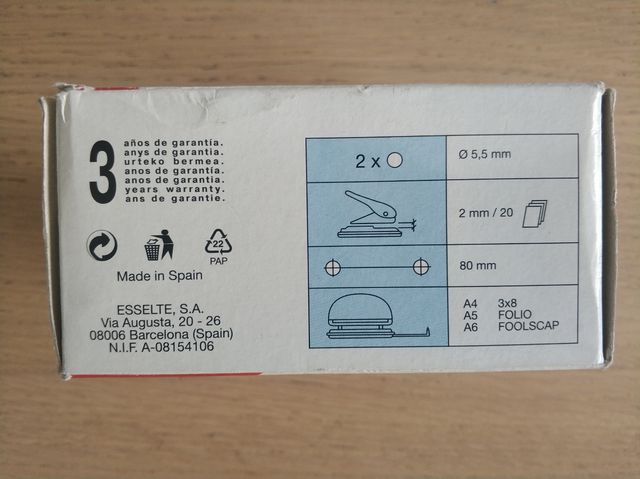 3
años de garantía.
anys de garantia.
urteko bermea.
anos de garantía.
anos de garantia.
years warranty.
ans de garantie.
22
PAP
Made in Spain
ESSELTE, S.A.
Via Augusta, 20 - 26
08006 Barcelona (Spain)
N.I.F. A-08154106
2 x
Ø 5,5 mm
2 mm / 20
80 mm
A4 3x8
A5 FOLIO
A6 FOOLSCAP